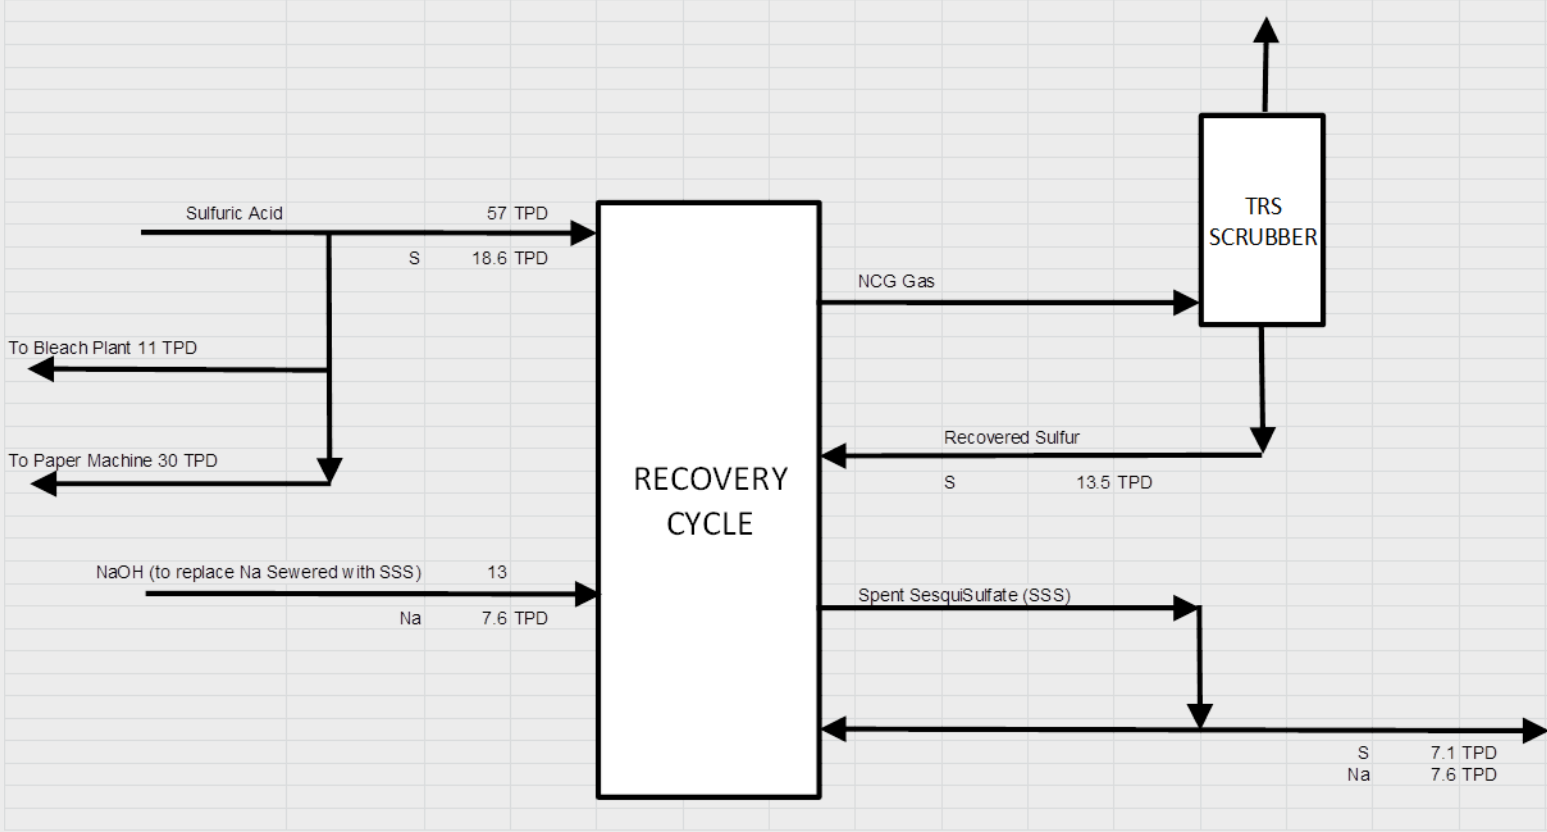 Sulfuric Acid 57 TPD
S 18.6 TPD
To Bleach Plant 11 TPD
To Paper Machine 30 TPD
NaOH (to replace Na Sewered with SSS) 13
Na 7.6 TPD
RECOVERY
CYCLE
TRS
SCRUBBER
NCG Gas
Recovered Sulfur
S 13.5 TPD
Spent SesquiSulfate (SSS)
S 7.1 TPD
Na 7.6 TPD